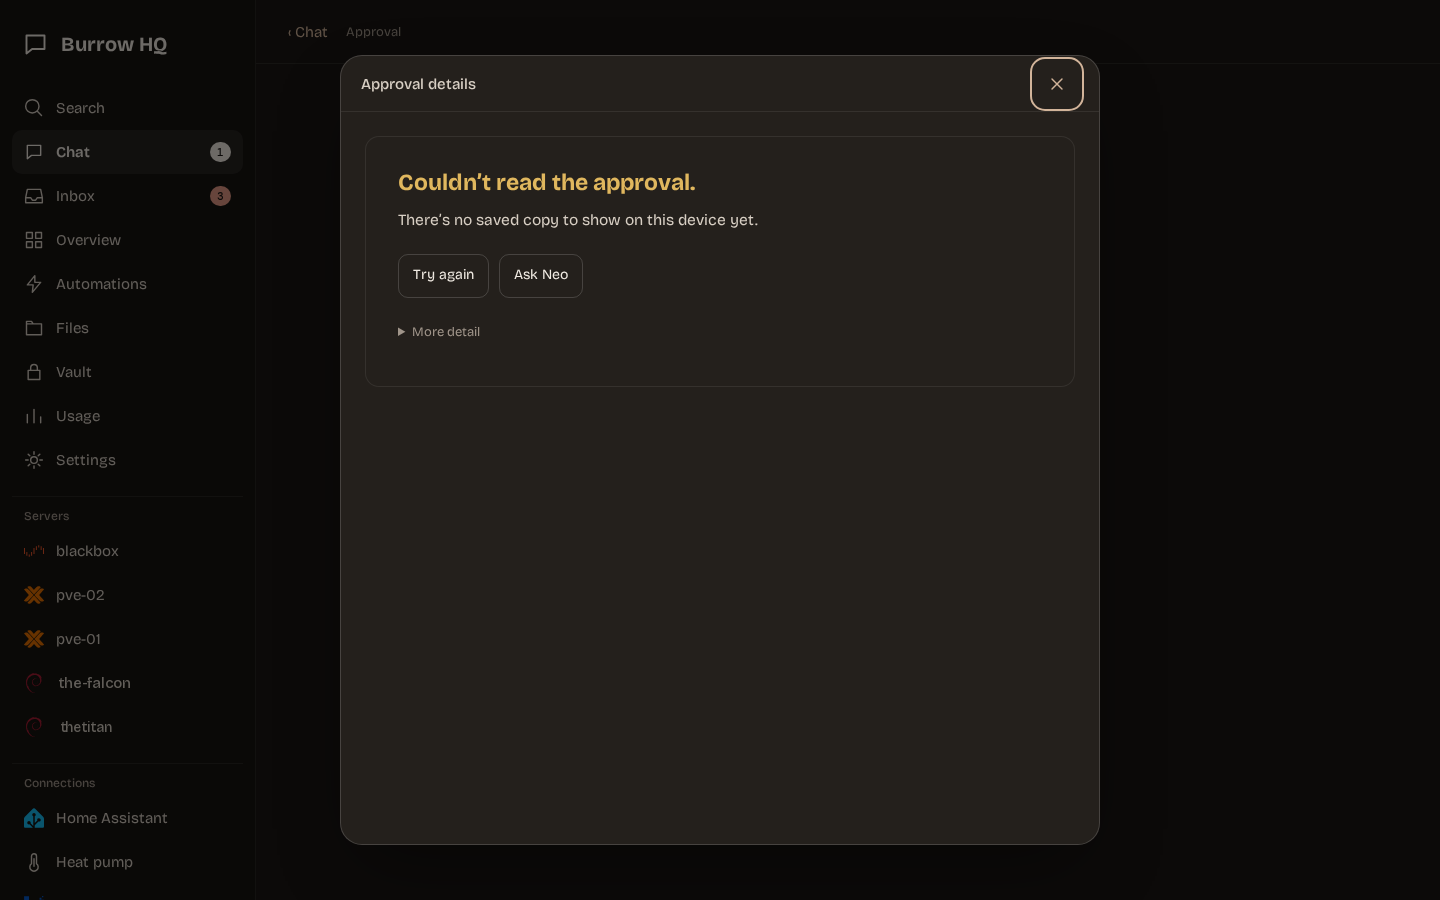 Burrow HQ
Search
Chat 1
Inbox 3
Overview
Automations
Files
Vault
Usage
Settings
Servers
blackbox
pve-02
pve-01
the-falcon
thetitan
Connections
Home Assistant
Heat pump
‹ Chat Approval
Approval details
Couldn’t read the approval.
There’s no saved copy to show on this device yet.
Try again Ask Neo
More detail